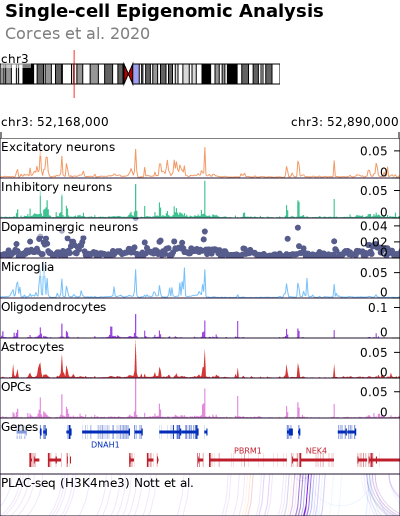 Single-cell Epigenomic Analysis
Corces et al. 2020
chr3
chr3: 52,168,000 chr3: 52,890,000
Excitatory neurons 0.05
0
Inhibitory neurons 0.05
0
Dopaminergic neurons 0.04
0.02
0
Microglia 0.05
0
Oligodendrocytes 0.1
0
Astrocytes 0.05
0
OPCs 0.05
0
Genes
DNAH1
PBRM1 NEK4
PLAC-seq (H3K4me3) Nott et al.